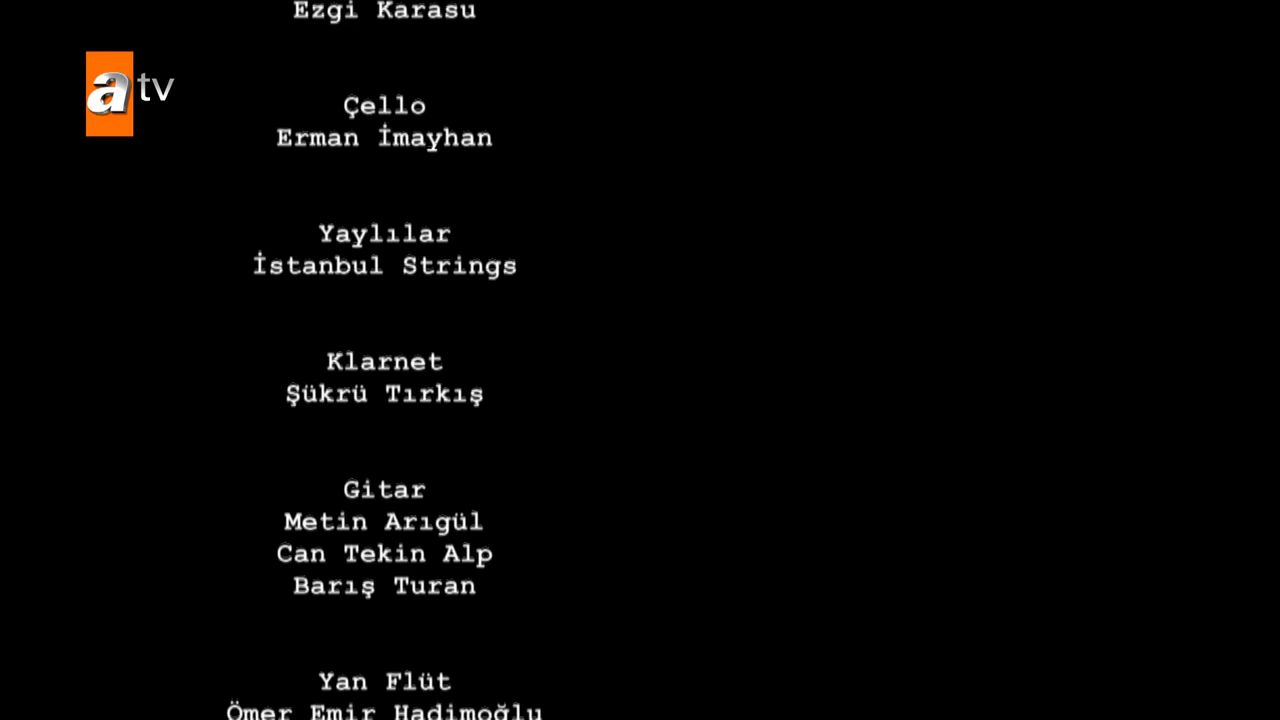 Ezgi Karasu
atv
Çello
Erman İmayhan
Yaylılar
İstanbul Strings
Klarnet
Şükrü Tırkış
Gitar
Metin Arıgül
Can Tekin Alp
Barış Turan
Yan Flüt
Ömer Emir Hadimoğlu